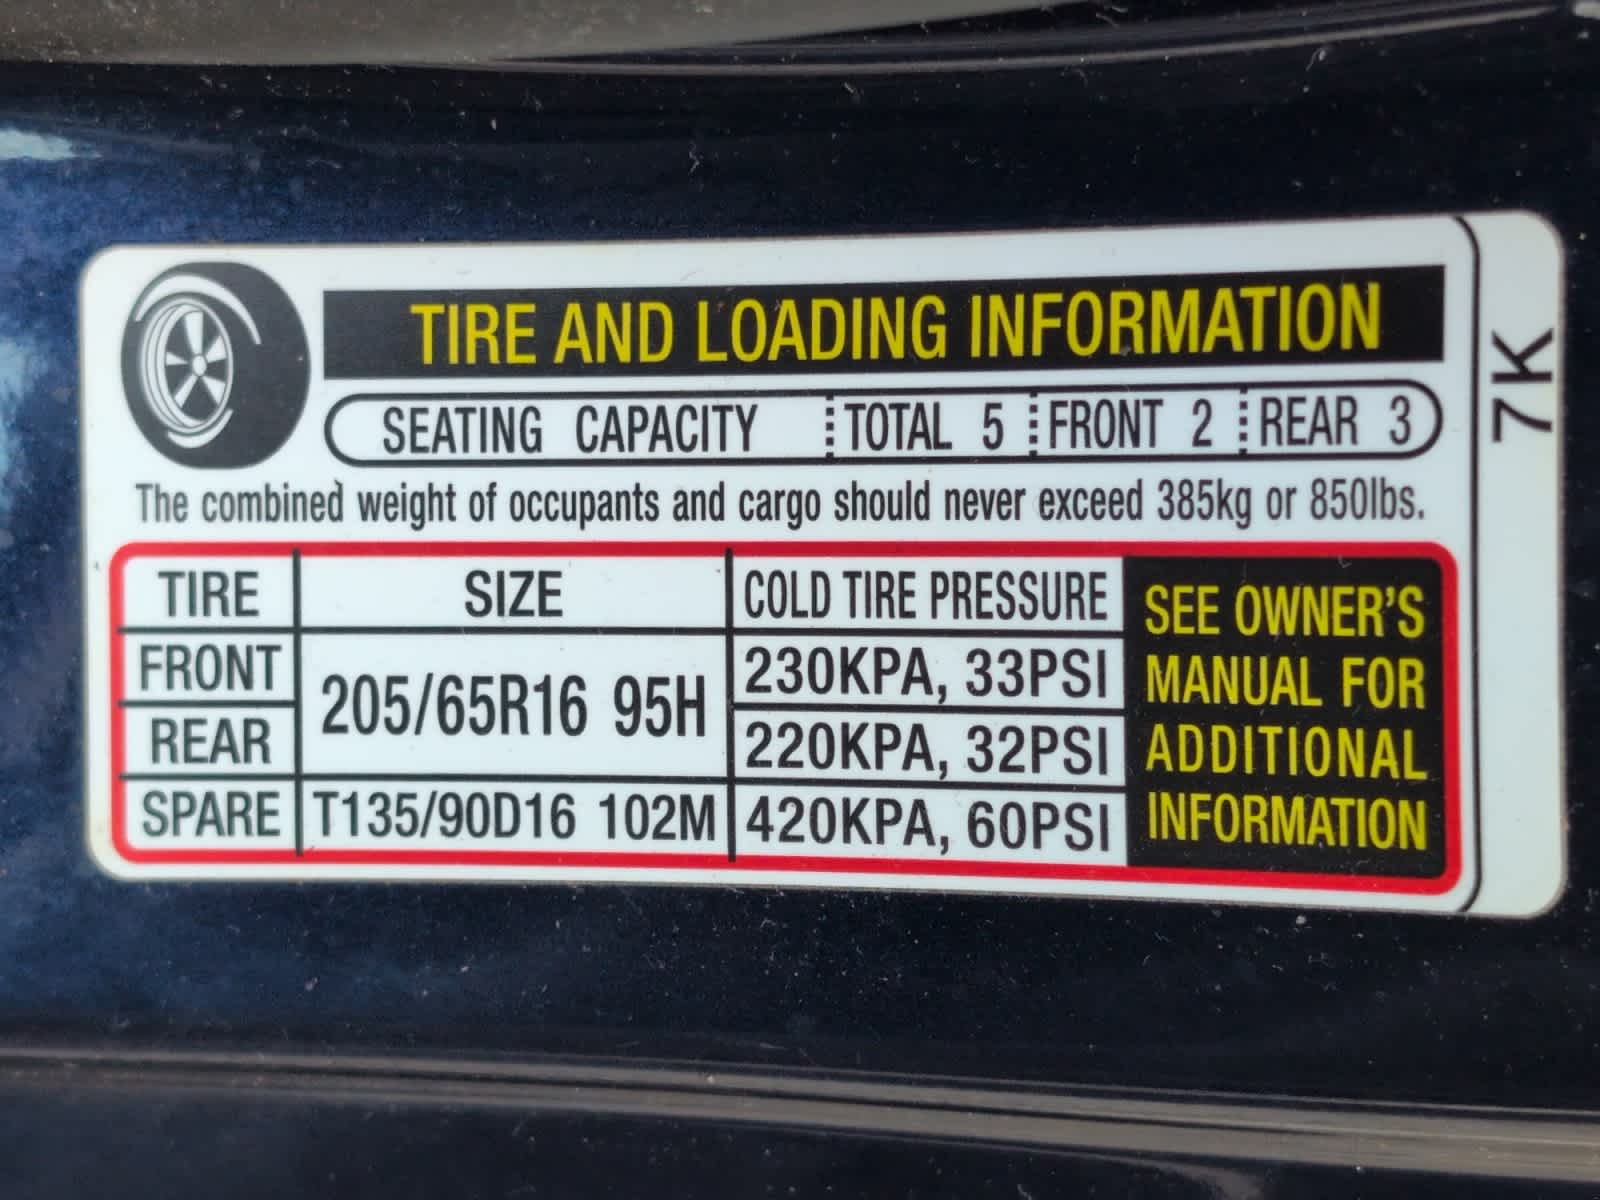 TIRE AND LOADING INFORMATION
SEATING CAPACITY TOTAL 5 FRONT 2 REAR 3
The combined weight of occupants and cargo should never exceed 385kg or 850lbs.
TIRE SIZE COLD TIRE PRESSURE
FRONT 205/65R16 95H 230KPA, 33PSI
REAR 220KPA, 32PSI
SPARE T135/90D16 102M 420KPA, 60PSI
SEE OWNER'S
MANUAL FOR
ADDITIONAL
INFORMATION
7K